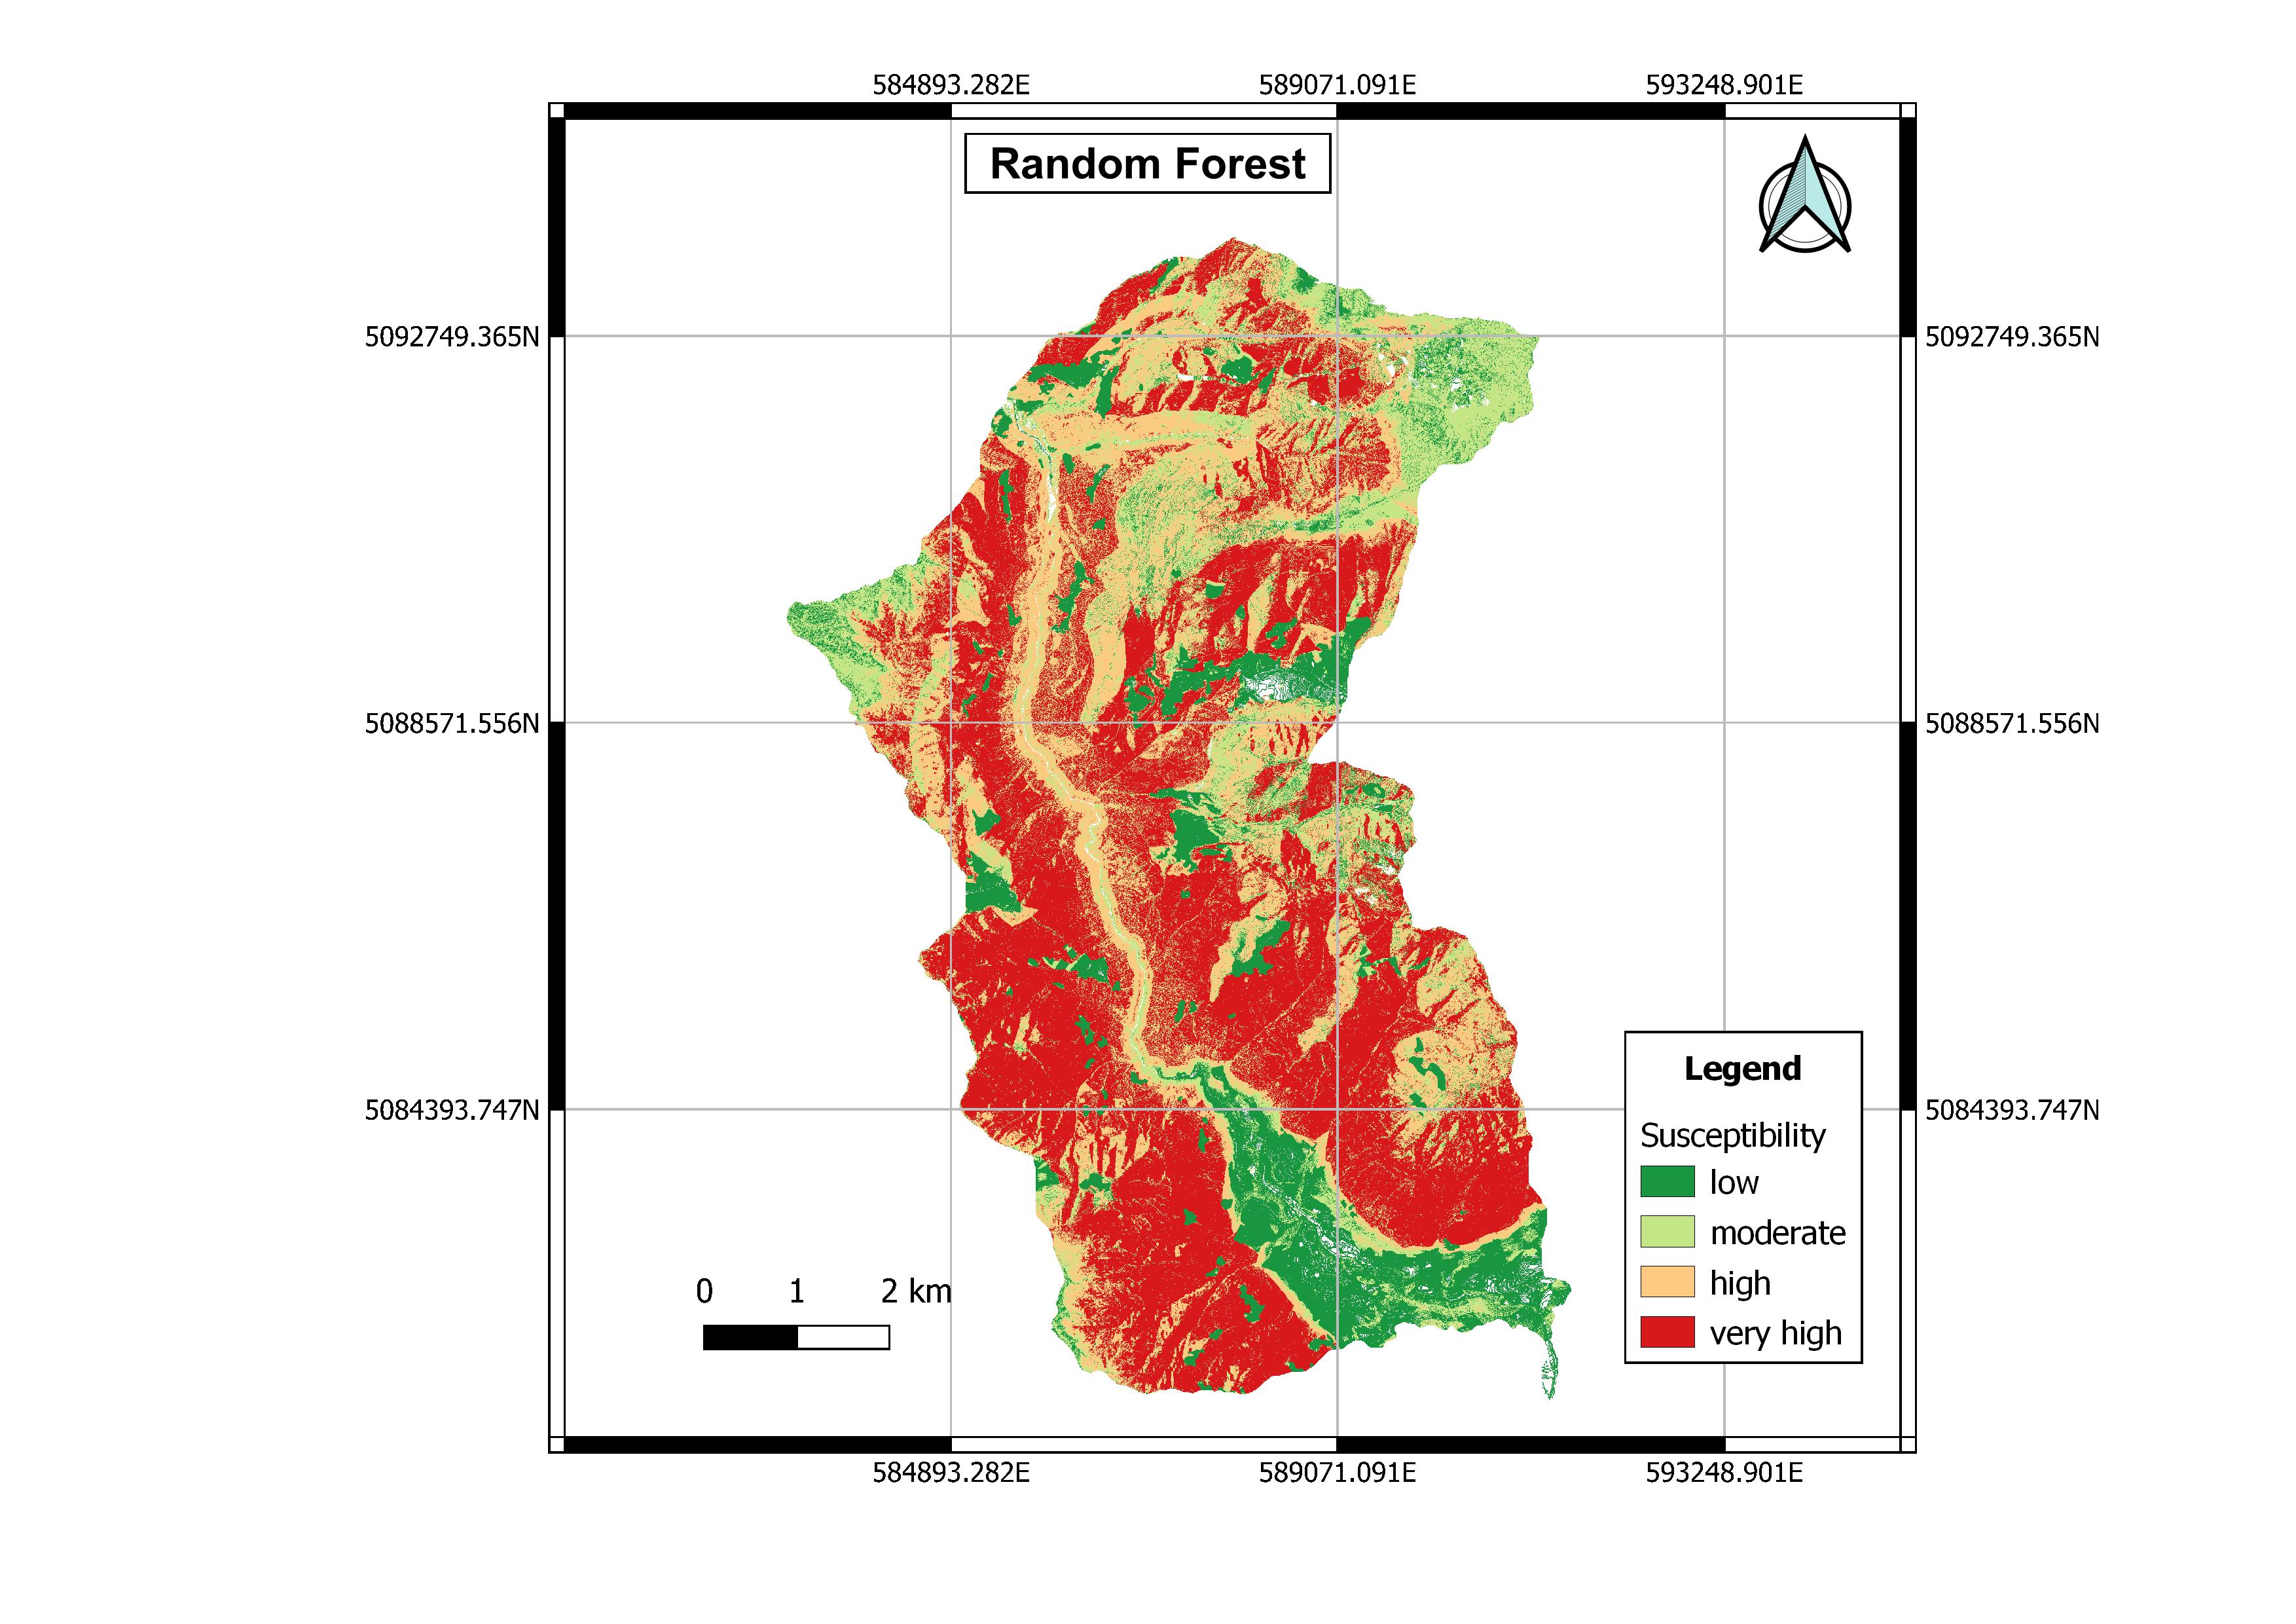 584893.282E 589071.091E 593248.901E
Random Forest
5092749.365N 5092749.365N
5088571.556N 5088571.556N
5084393.747N 5084393.747N
Legend
Susceptibility
low
moderate
high
very high
0 1 2 km
584893.282E 589071.091E 593248.901E